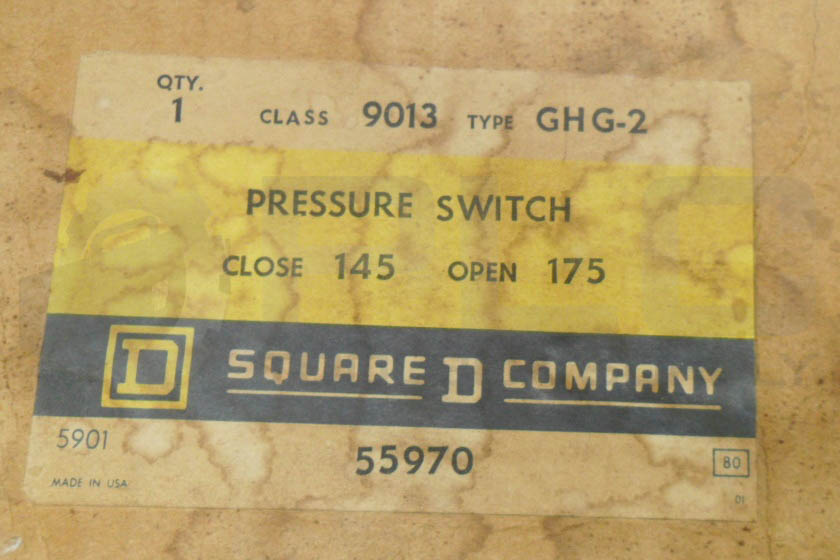 QTY.
1 CLASS 9013 TYPE GHG-2
PRESSURE SWITCH
CLOSE 145 OPEN 175
D SQUARE D COMPANY
5901
55970
80
MADE IN USA
D1